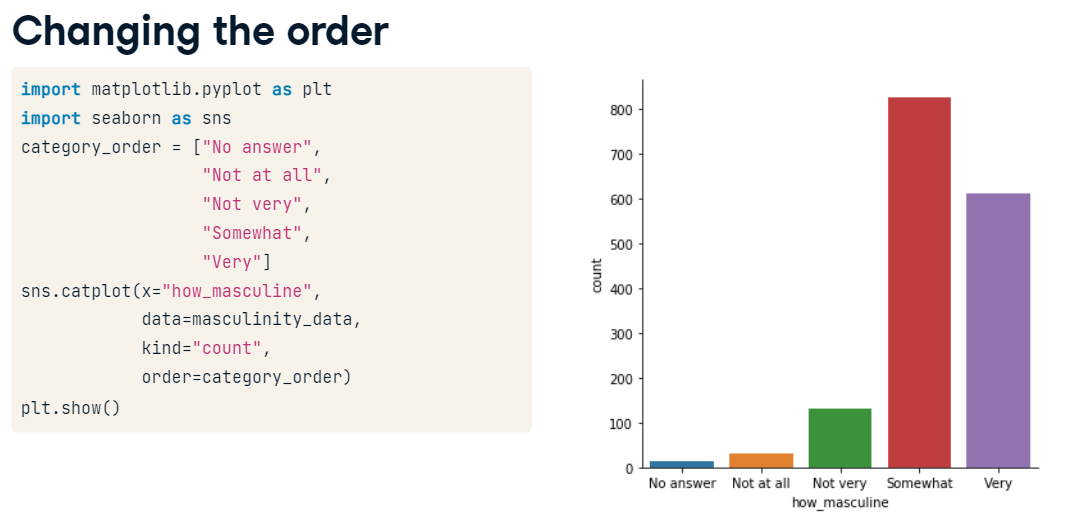 Changing the order
import matplotlib.pyplot as plt
import seaborn as sns
category_order = ["No answer",
                  "Not at all",
                  "Not very",
                  "Somewhat",
                  "Very"]
sns.catplot(x="how_masculine",
            data=masculinity_data,
            kind="count",
            order=category_order)
plt.show()
800
700
600
500
400
300
200
100
0
count
No answer Not at all Not very Somewhat Very
how_masculine